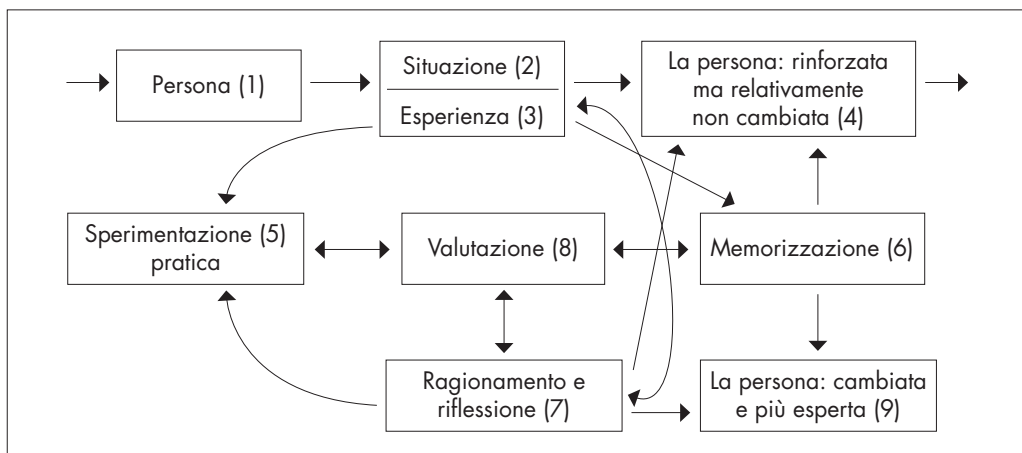 Persona (1)
Situazione (2)
Esperienza (3)
La persona: rinforzata
ma relativamente
non cambiata (4)
Sperimentazione (5)
pratica
Valutazione (8)
Memorizzazione (6)
Ragionamento e
riflessione (7)
La persona: cambiata
e più esperta (9)